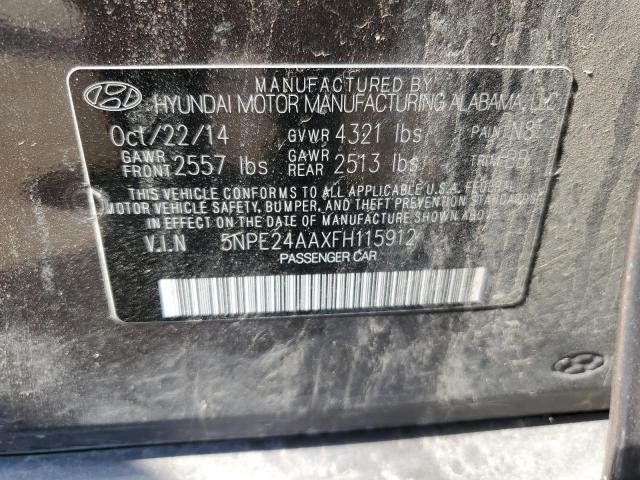 MANUFACTURED BY
HYUNDAI MOTOR MANUFACTURING ALABAMA, LLC
Oct/22/14 GVWR 4321 lbs PAINT N8
GAWR FRONT 2557 lbs GAWR REAR 2513 lbs TRIM
THIS VEHICLE CONFORMS TO ALL APPLICABLE U.S.A. FEDERAL
MOTOR VEHICLE SAFETY, BUMPER, AND THEFT PREVENTION STANDARDS
IN EFFECT ON THE DATE OF MANUFACTURE SHOWN ABOVE.
V.I.N 5NPE24AAXFH115912
PASSENGER CAR